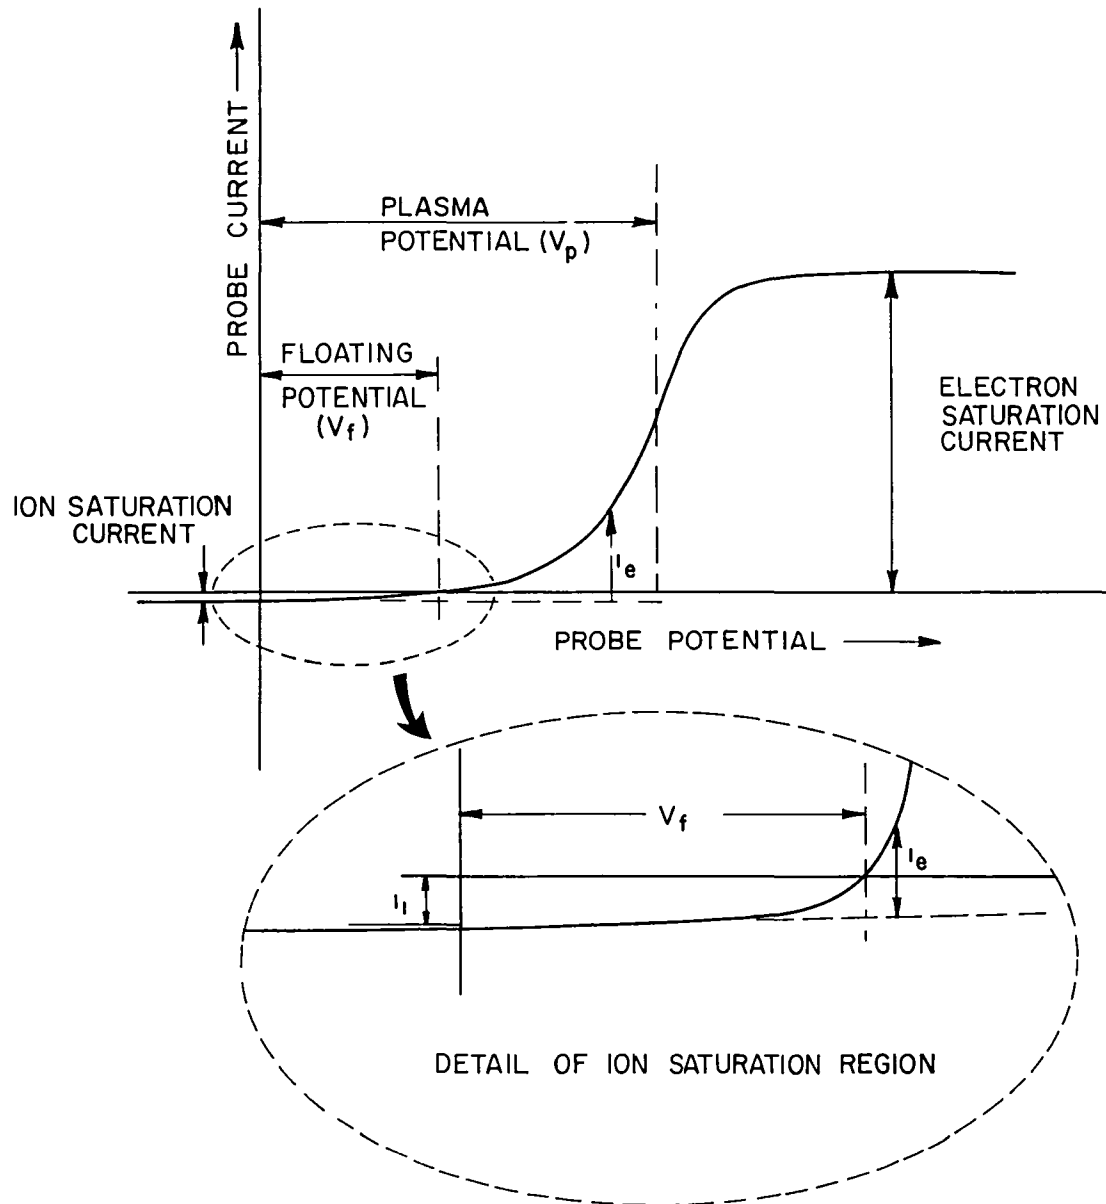 PROBE CURRENT
PLASMA
POTENTIAL (Vp)
FLOATING
POTENTIAL
(Vf)
ELECTRON
SATURATION
CURRENT
ION SATURATION
CURRENT
Ie
PROBE POTENTIAL
Vf
Ie
II
DETAIL OF ION SATURATION REGION